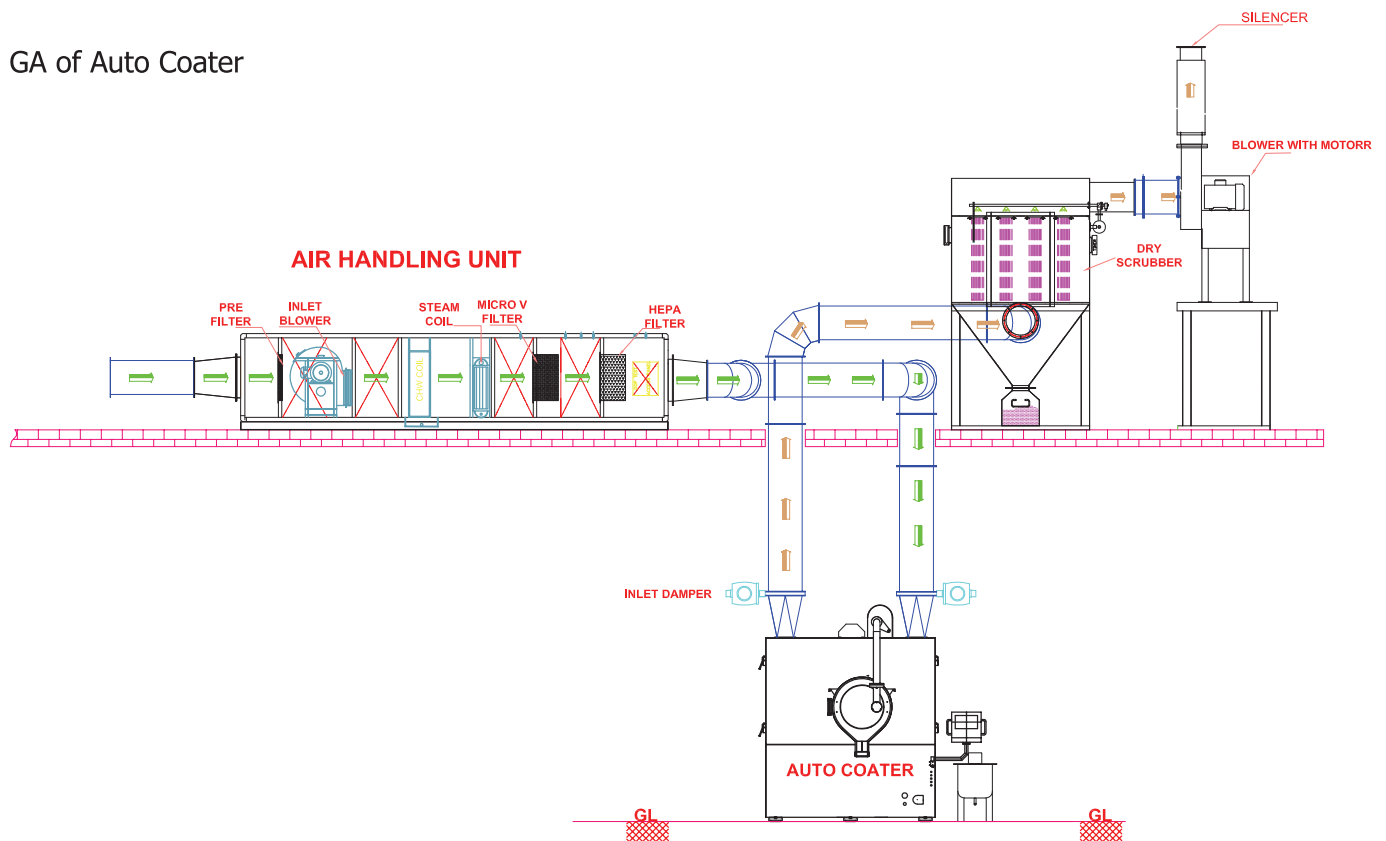 GA of Auto Coater
SILENCER
BLOWER WITH MOTORR
DRY
SCRUBBER
AIR HANDLING UNIT
PRE
FILTER
INLET
BLOWER
STEAM
COIL
MICRO V
FILTER
HEPA
FILTER
CHW COIL
INLET DAMPER
AUTO COATER
GL
GL